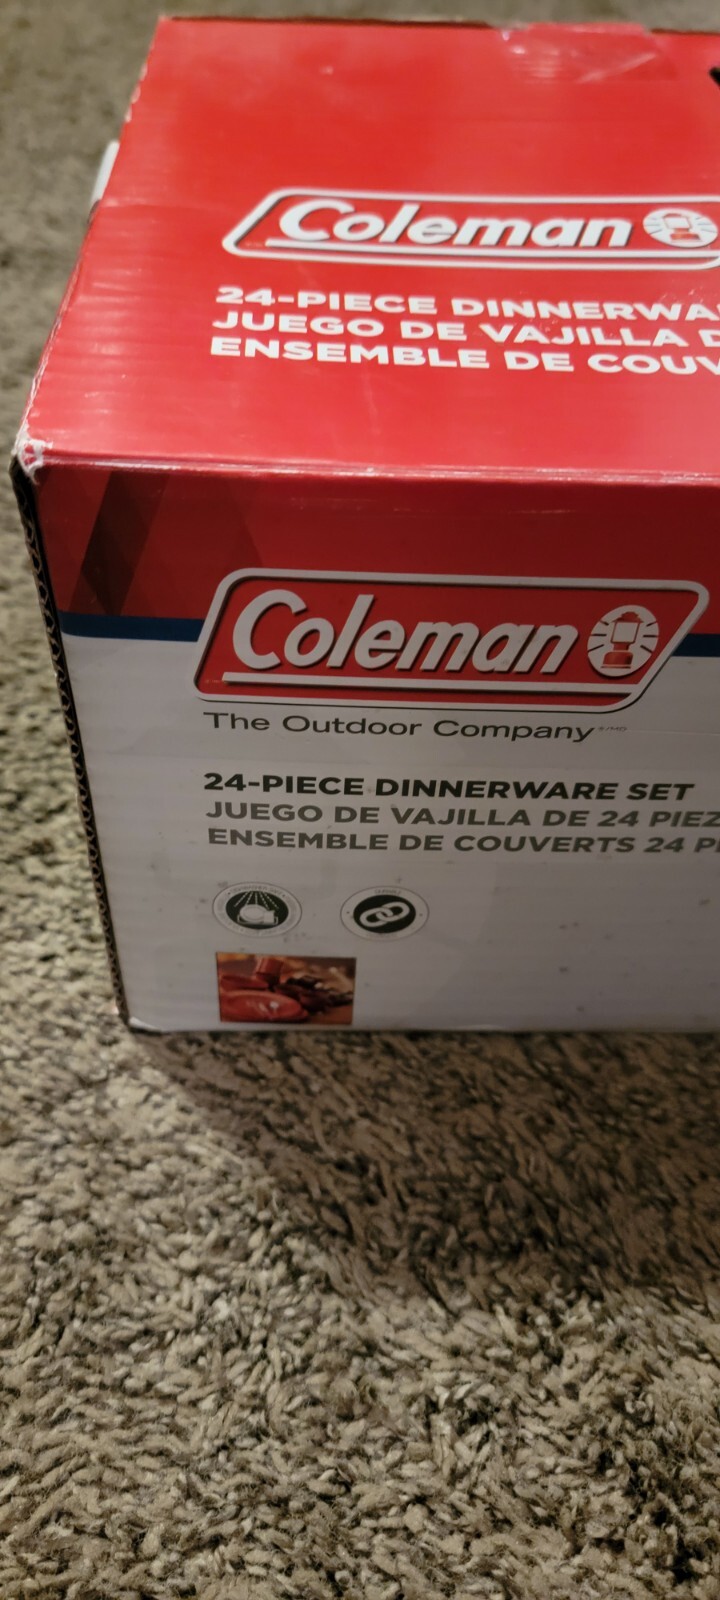 Coleman
24-PIECE DINNERWA
JUEGO DE VAJILLA D
ENSEMBLE DE COUV
Coleman
The Outdoor Company
24-PIECE DINNERWARE SET
JUEGO DE VAJILLA DE 24 PIEZ
ENSEMBLE DE COUVERTS 24 P